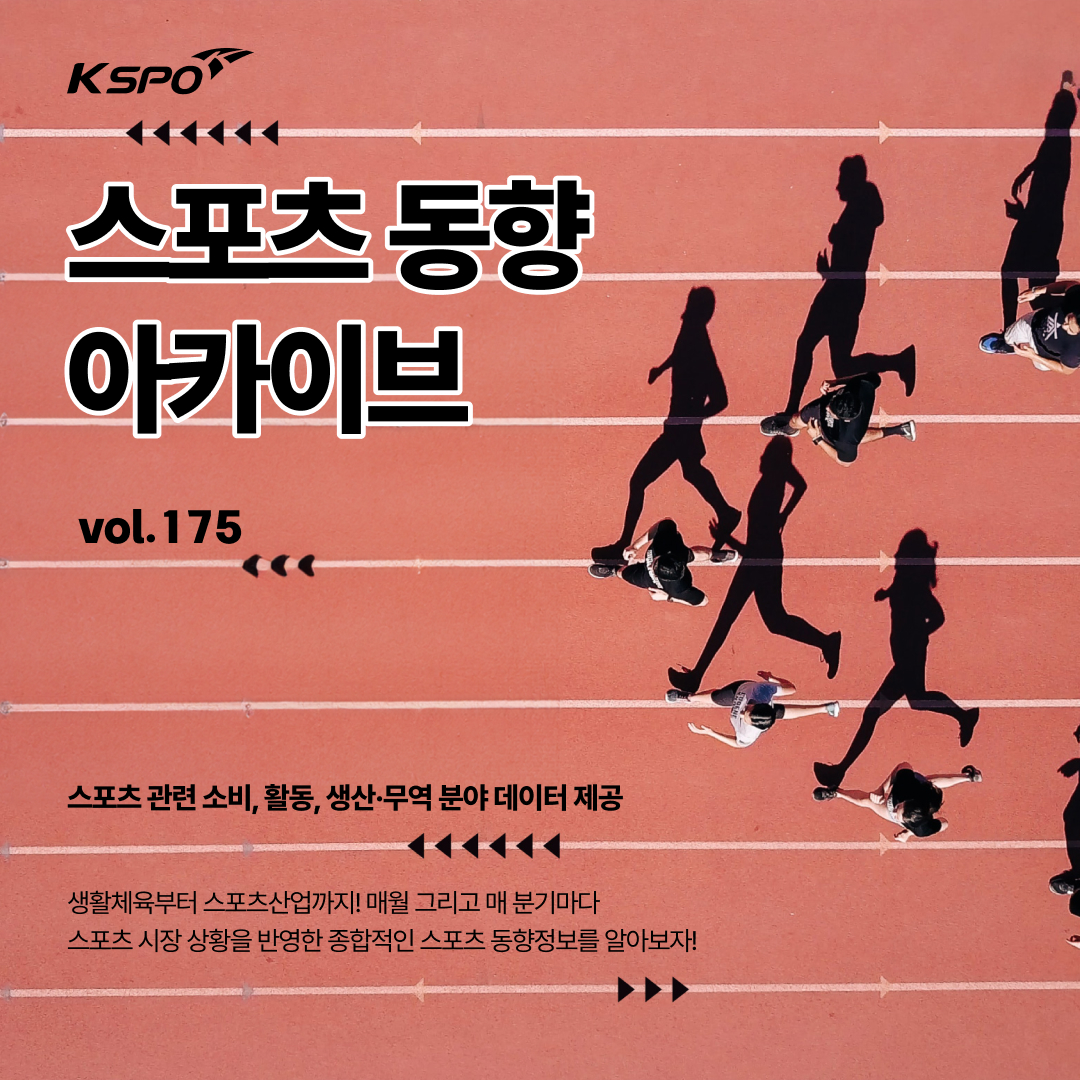 KSPO
스포츠 동향
아카이브
vol.175
스포츠 관련 소비, 활동, 생산·무역 분야 데이터 제공
생활체육부터 스포츠산업까지! 매월 그리고 매 분기마다
스포츠 시장 상황을 반영한 종합적인 스포츠 동향정보를 알아보자!